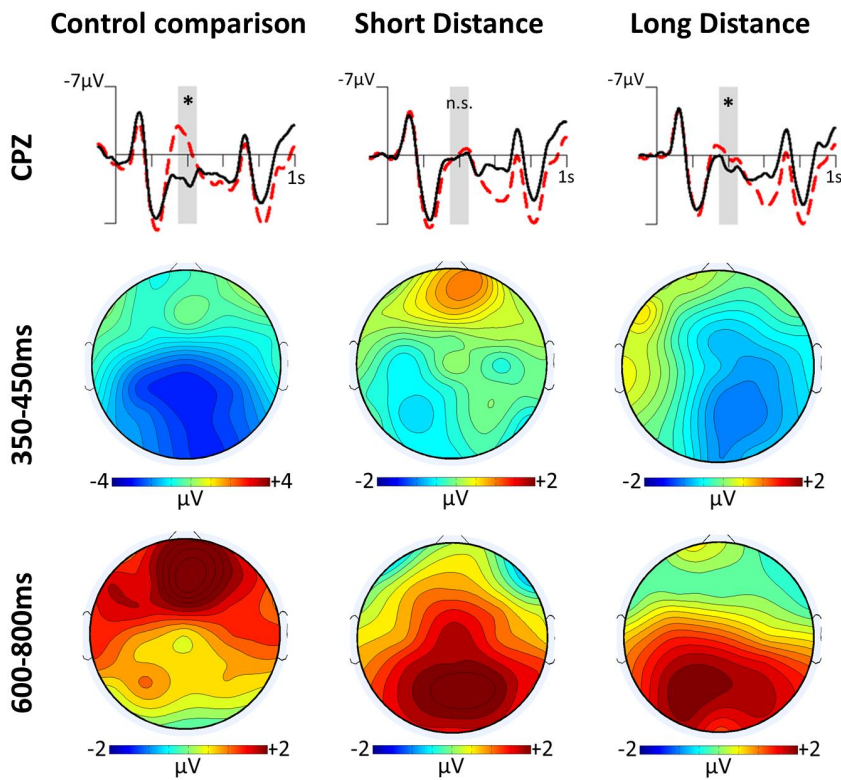 Control comparison Short Distance Long Distance
CPZ
-7µV * 1s
-7µV n.s. 1s
-7µV * 1s
350-450ms
-4 +4 -2 +2 -2 +2
µV µV µV
600-800ms
-2 +2 -2 +2 -2 +2
µV µV µV